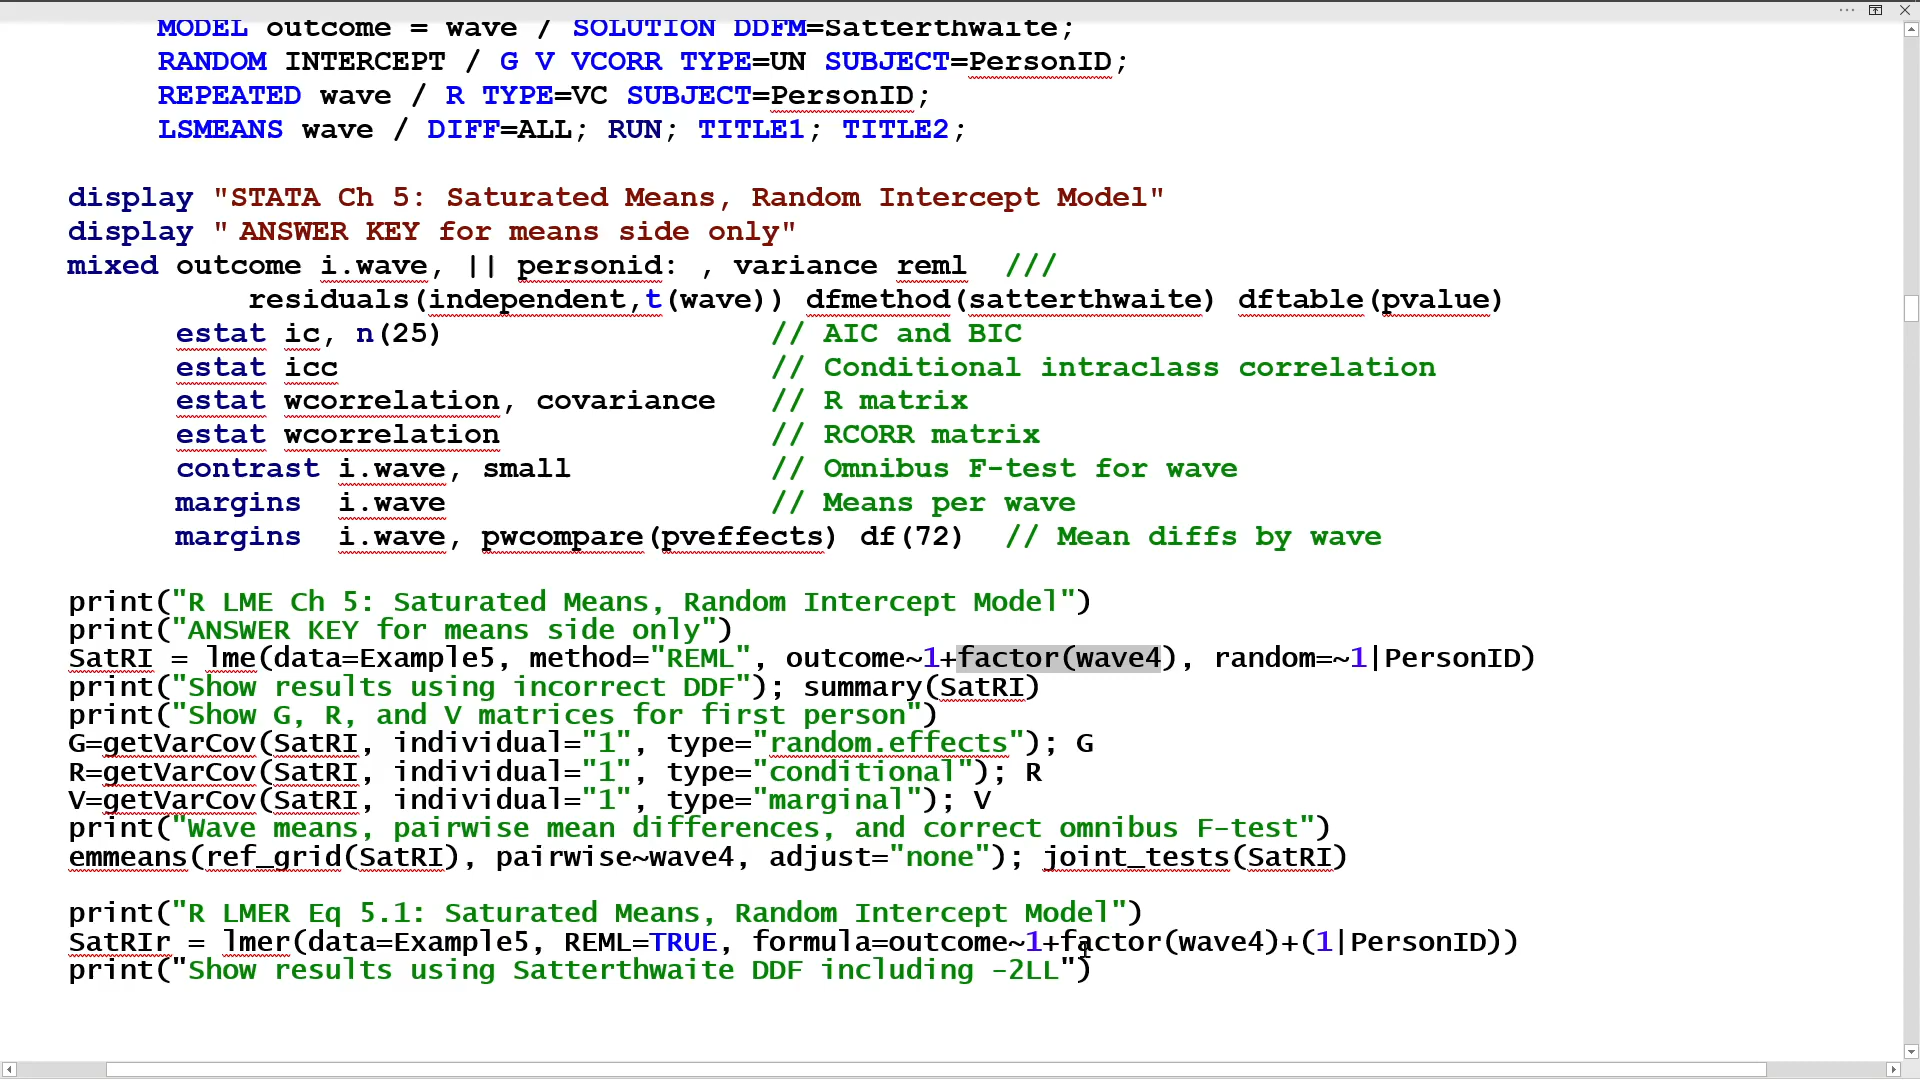 MODEL outcome = wave / SOLUTION DDFM=Satterthwaite;
RANDOM INTERCEPT / G V VCORR TYPE=UN SUBJECT=PersonID;
REPEATED wave / R TYPE=VC SUBJECT=PersonID;
LSMEANS wave / DIFF=ALL; RUN; TITLE1; TITLE2;
display "STATA Ch 5: Saturated Means, Random Intercept Model"
display " ANSWER KEY for means side only"
mixed outcome i.wave, || personid: , variance reml ///
residuals(independent,t(wave)) dfmethod(satterthwaite) dftable(pvalue)
estat ic, n(25) // AIC and BIC
estat icc // Conditional intraclass correlation
estat wcorrelation, covariance // R matrix
estat wcorrelation // RCORR matrix
contrast i.wave, small // Omnibus F-test for wave
margins i.wave // Means per wave
margins i.wave, pwcompare(pveffects) df(72) // Mean diffs by wave
print("R LME Ch 5: Saturated Means, Random Intercept Model")
print("ANSWER KEY for means side only")
SatRI = lme(data=Example5, method="REML", outcome~1+factor(wave4), random=~1|PersonID)
print("Show results using incorrect DDF"); summary(SatRI)
print("Show G, R, and V matrices for first person")
G=getVarCov(SatRI, individual="1", type="random.effects"); G
R=getVarCov(SatRI, individual="1", type="conditional"); R
V=getVarCov(SatRI, individual="1", type="marginal"); V
print("Wave means, pairwise mean differences, and correct omnibus F-test")
emmeans(ref_grid(SatRI), pairwise~wave4, adjust="none"); joint_tests(SatRI)
print("R LMER Eq 5.1: Saturated Means, Random Intercept Model")
SatRIr = lmer(data=Example5, REML=TRUE, formula=outcome~1+factor(wave4)+(1|PersonID))
print("Show results using Satterthwaite DDF including -2LL")